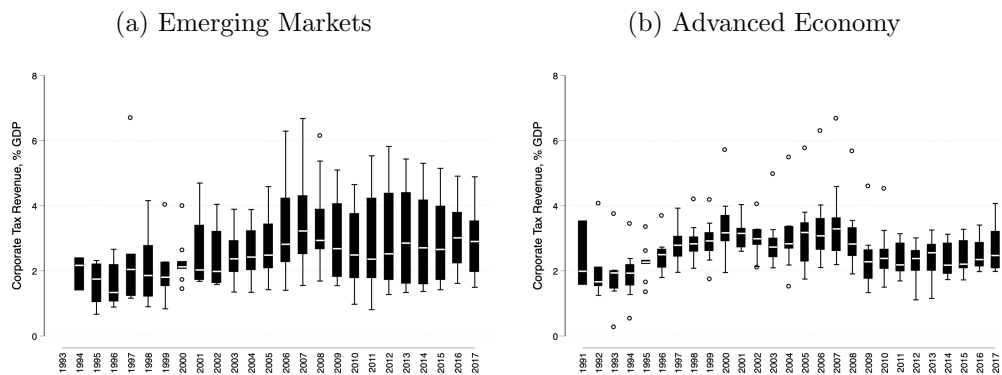 (a) Emerging Markets
Corporate Tax Revenue, % GDP
8
6
4
2
0
1993 1994 1995 1996 1997 1998 1999 2000 2001 2002 2003 2004 2005 2006 2007 2008 2009 2010 2011 2012 2013 2014 2015 2016 2017
(b) Advanced Economy
Corporate Tax Revenue, % GDP
8
6
4
2
0
1991 1992 1993 1994 1995 1996 1997 1998 1999 2000 2001 2002 2003 2004 2005 2006 2007 2008 2009 2010 2011 2012 2013 2014 2015 2016 2017